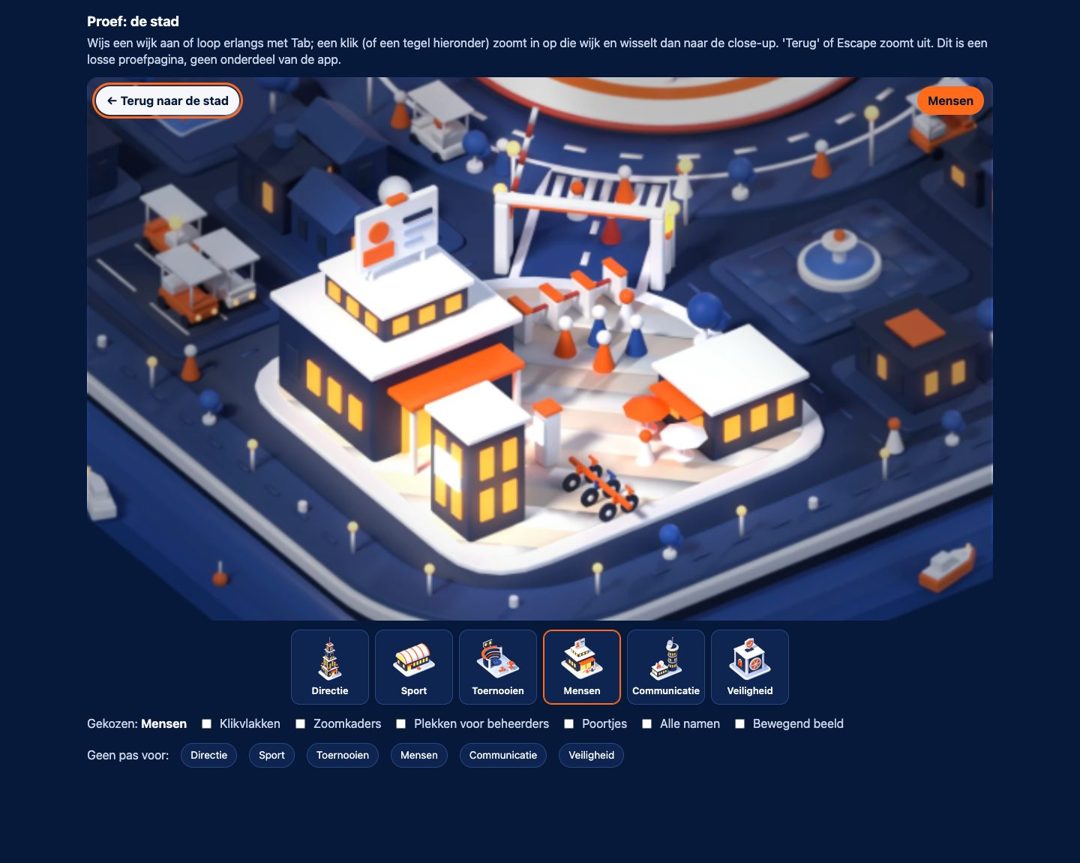 Proef: de stad
Wijs een wijk aan of loop erlangs met Tab; een klik (of een tegel hieronder) zoomt in op die wijk en wisselt dan naar de close-up. 'Terug' of Escape zoomt uit. Dit is een
losse proefpagina, geen onderdeel van de app.
← Terug naar de stad
Mensen
Directie
Sport
Toernooien
Mensen
Communicatie
Veiligheid
Gekozen: Mensen Klikvlakken Zoomkaders Plekken voor beheerders Poortjes Alle namen Bewegend beeld
Geen pas voor: Directie Sport Toernooien Mensen Communicatie Veiligheid